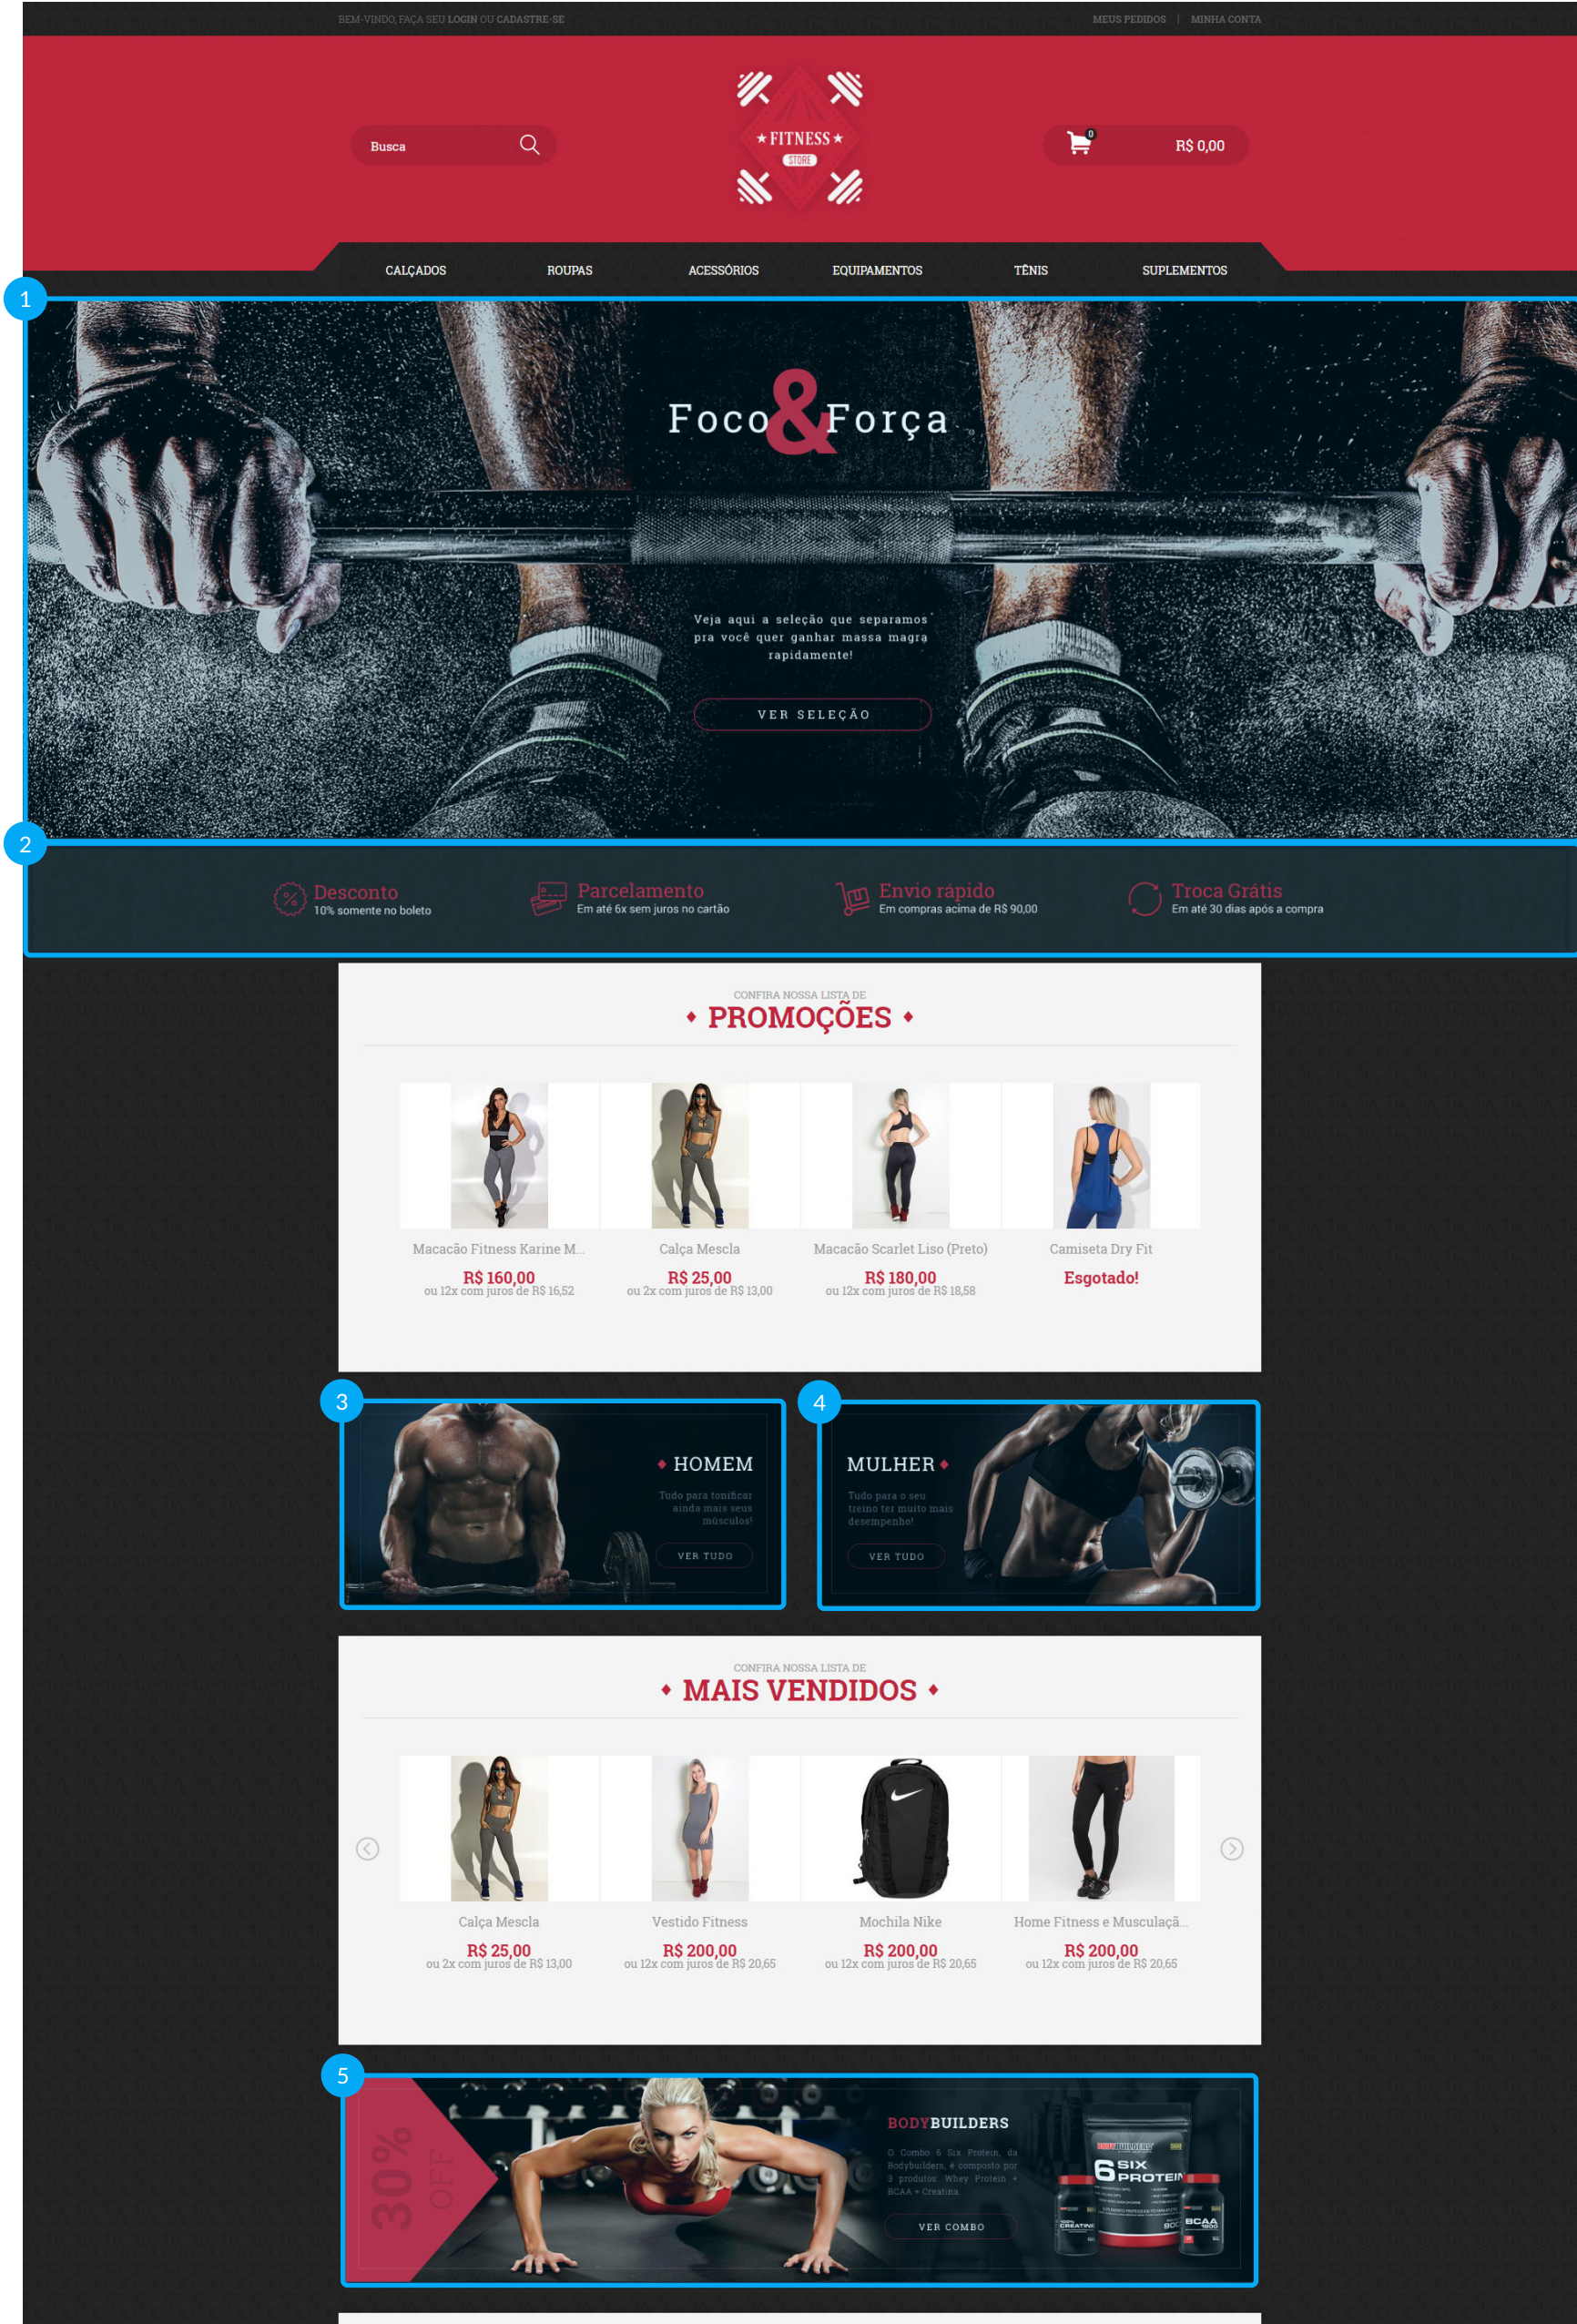 BEM-VINDO, FAÇA SEU LOGIN OU CADASTRE-SE
MEUS PEDIDOS | MINHA CONTA
Busca
FITNESS
STORE
0
R$ 0,00
CALÇADOS ROUPAS ACESSÓRIOS EQUIPAMENTOS TÊNIS SUPLEMENTOS
1
Foco & Força
Veja aqui a seleção que separamos
pra você quer ganhar massa magra
rapidamente!
VER SELEÇÃO
2
Desconto
10% somente no boleto
Parcelamento
Em até 6x sem juros no cartão
Envio rápido
Em compras acima de R$ 90,00
Troca Grátis
Em até 30 dias após a compra
CONFIRA NOSSA LISTA DE
PROMOÇÕES
Macacão Fitness Karine M...
R$ 160,00
ou 12x com juros de R$ 16,52
Calça Mescla
R$ 25,00
ou 2x com juros de R$ 13,00
Macacão Scarlet Liso (Preto)
R$ 180,00
ou 12x com juros de R$ 18,58
Camiseta Dry Fit
Esgotado!
3
HOMEM
Tudo para tonificar
ainda mais seus
músculos!
VER TUDO
4
MULHER
Tudo para o seu
treino ter muito mais
desempenho!
VER TUDO
CONFIRA NOSSA LISTA DE
MAIS VENDIDOS
Calça Mescla
R$ 25,00
ou 2x com juros de R$ 13,00
Vestido Fitness
R$ 200,00
ou 12x com juros de R$ 20,65
Mochila Nike
R$ 200,00
ou 12x com juros de R$ 20,65
Home Fitness e Musculaçã...
R$ 200,00
ou 12x com juros de R$ 20,65
5
30%
OFF
BODYBUILDERS
O Combo 6 Six Protein, da
Bodybuilders, é composto por
3 produtos: Whey Protein +
BCAA + Creatina.
VER COMBO
BODYBUILDERS
6 SIX
PROTEIN
100%
CREATINE
BCAA